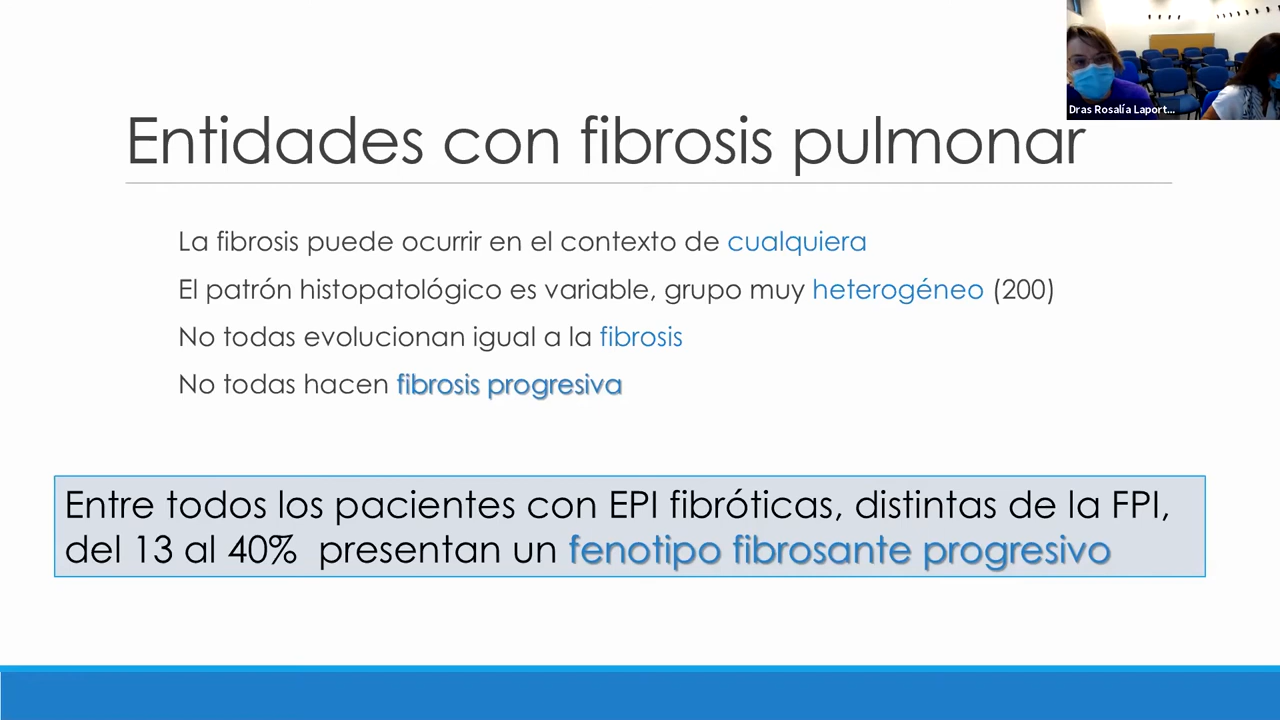 Dras Rosalía Laport...
Entidades con fibrosis pulmonar
La fibrosis puede ocurrir en el contexto de cualquiera
El patrón histopatológico es variable, grupo muy heterogéneo (200)
No todas evolucionan igual a la fibrosis
No todas hacen fibrosis progresiva
Entre todos los pacientes con EPI fibróticas, distintas de la FPI,
del 13 al 40% presentan un fenotipo fibrosante progresivo